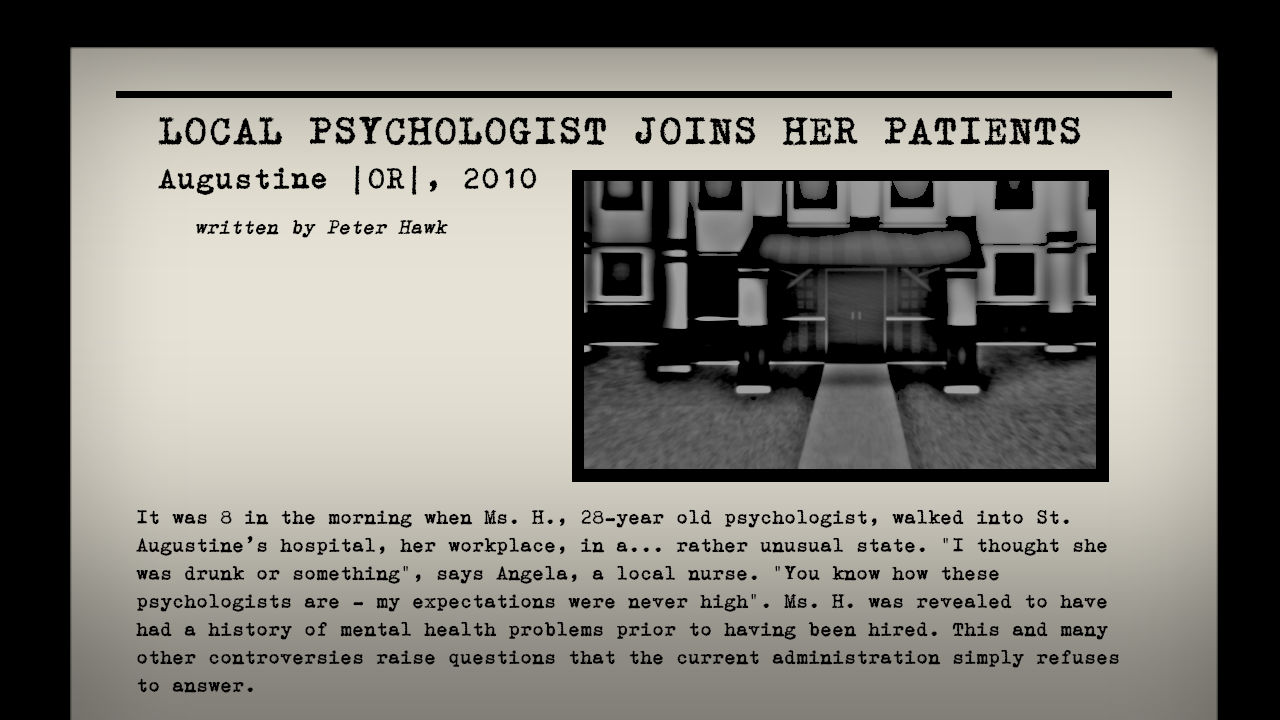 LOCAL PSYCHOLOGIST JOINS HER PATIENTS
Augustine |OR|, 2010
written by Peter Hawk
It was 8 in the morning when Ms. H., 28-year old psychologist, walked into St.
Augustine's hospital, her workplace, in a... rather unusual state. "I thought she
was drunk or something", says Angela, a local nurse. "You know how these
psychologists are - my expectations were never high". Ms. H. was revealed to have
had a history of mental health problems prior to having been hired. This and many
other controversies raise questions that the current administration simply refuses
to answer.